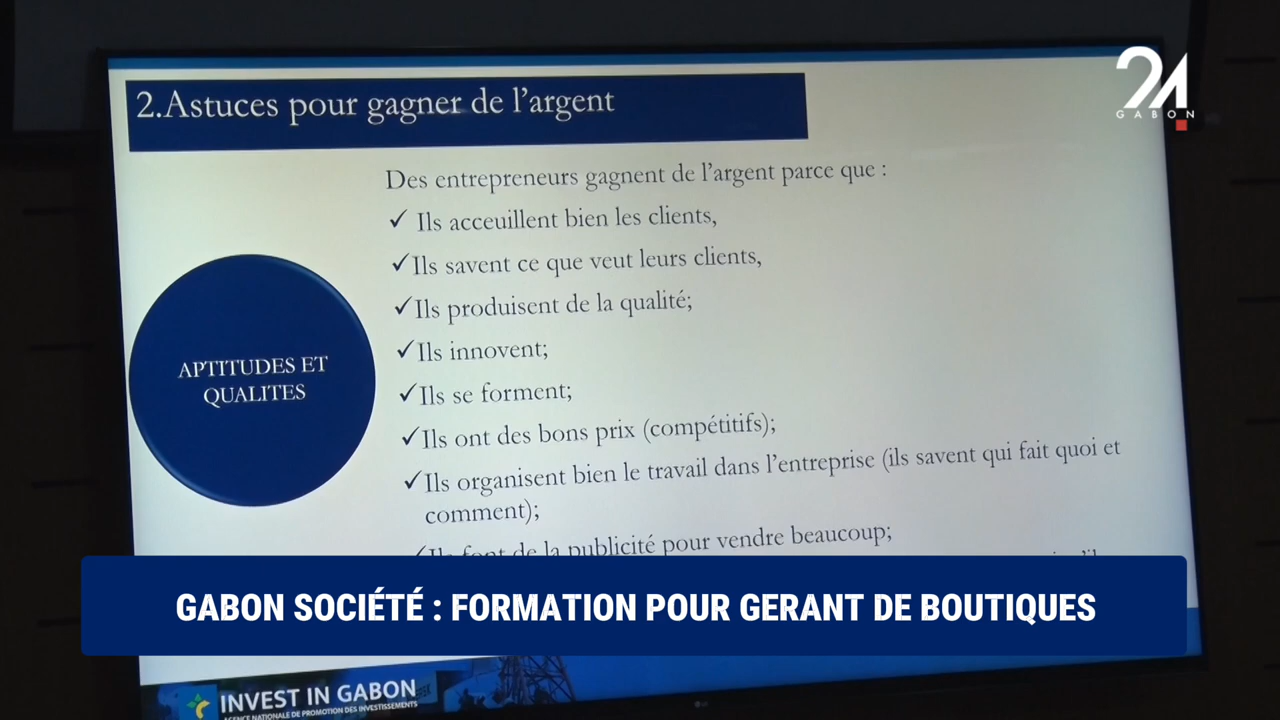 24
GABON
2.Astuces pour gagner de l'argent
Des entrepreneurs gagnent de l'argent parce que :
✓ Ils acceuillent bien les clients,
✓Ils savent ce que veut leurs clients,
✓Ils produisent de la qualité;
✓Ils innovent;
✓Ils se forment;
✓Ils ont des bons prix (compétitifs);
✓Ils organisent bien le travail dans l'entreprise (ils savent qui fait quoi et
comment);
✓Ils font de la publicité pour vendre beaucoup;
APTITUDES ET
QUALITES
GABON SOCIÉTÉ : FORMATION POUR GERANT DE BOUTIQUES
INVEST IN GABON
AGENCE NATIONALE DE PROMOTION DES INVESTISSEMENTS
LG